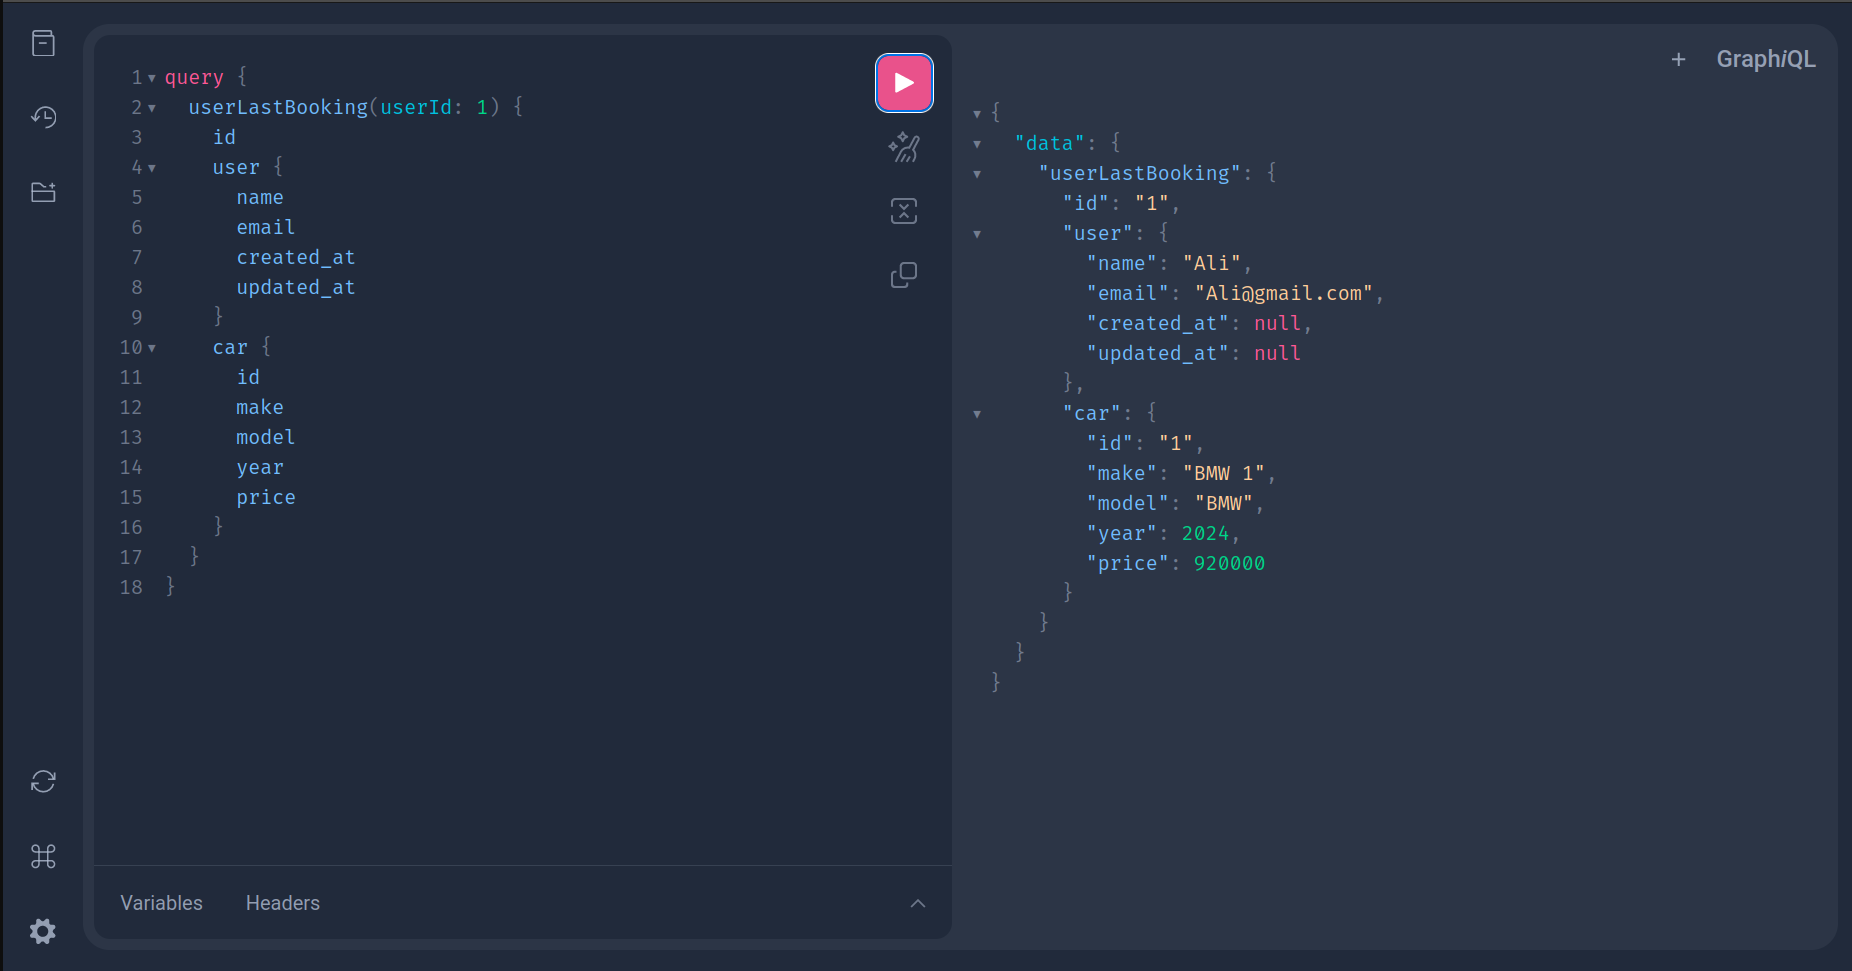 1 query {
2 userLastBooking(userId: 1) {
3 id
4 user {
5 name
6 email
7 created_at
8 updated_at
9 }
10 car {
11 id
12 make
13 model
14 year
15 price
16 }
17 }
18 }
Variables Headers
+ GraphiQL
{
"data": {
"userLastBooking": {
"id": "1",
"user": {
"name": "Ali",
"email": "Ali@gmail.com",
"created_at": null,
"updated_at": null
},
"car": {
"id": "1",
"make": "BMW 1",
"model": "BMW",
"year": 2024,
"price": 920000
}
}
}
}